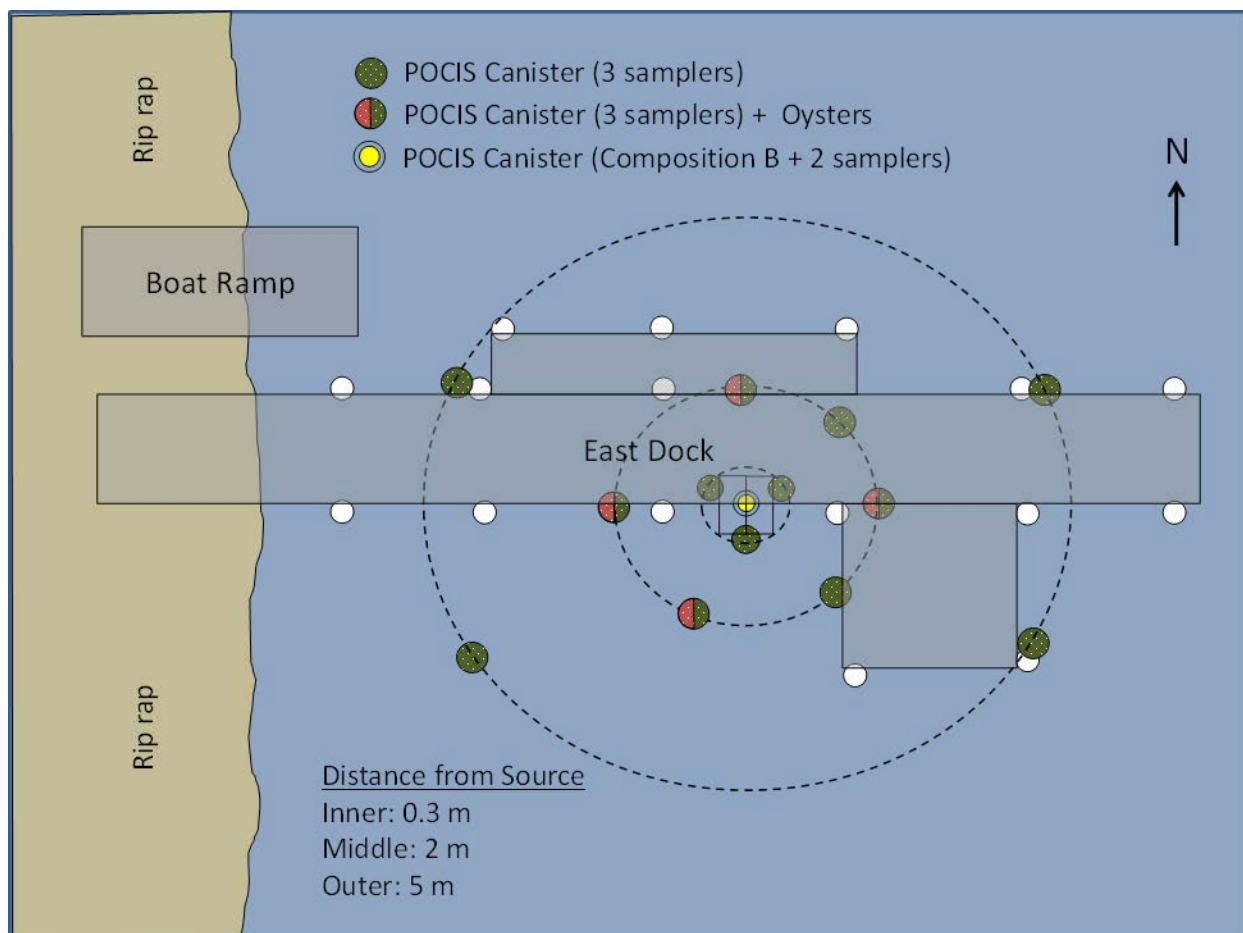 POCIS Canister (3 samplers)
POCIS Canister (3 samplers) + Oysters
POCIS Canister (Composition B + 2 samplers)
N
Rip rap
Boat Ramp
East Dock
Rip rap
Distance from Source
Inner: 0.3 m
Middle: 2 m
Outer: 5 m